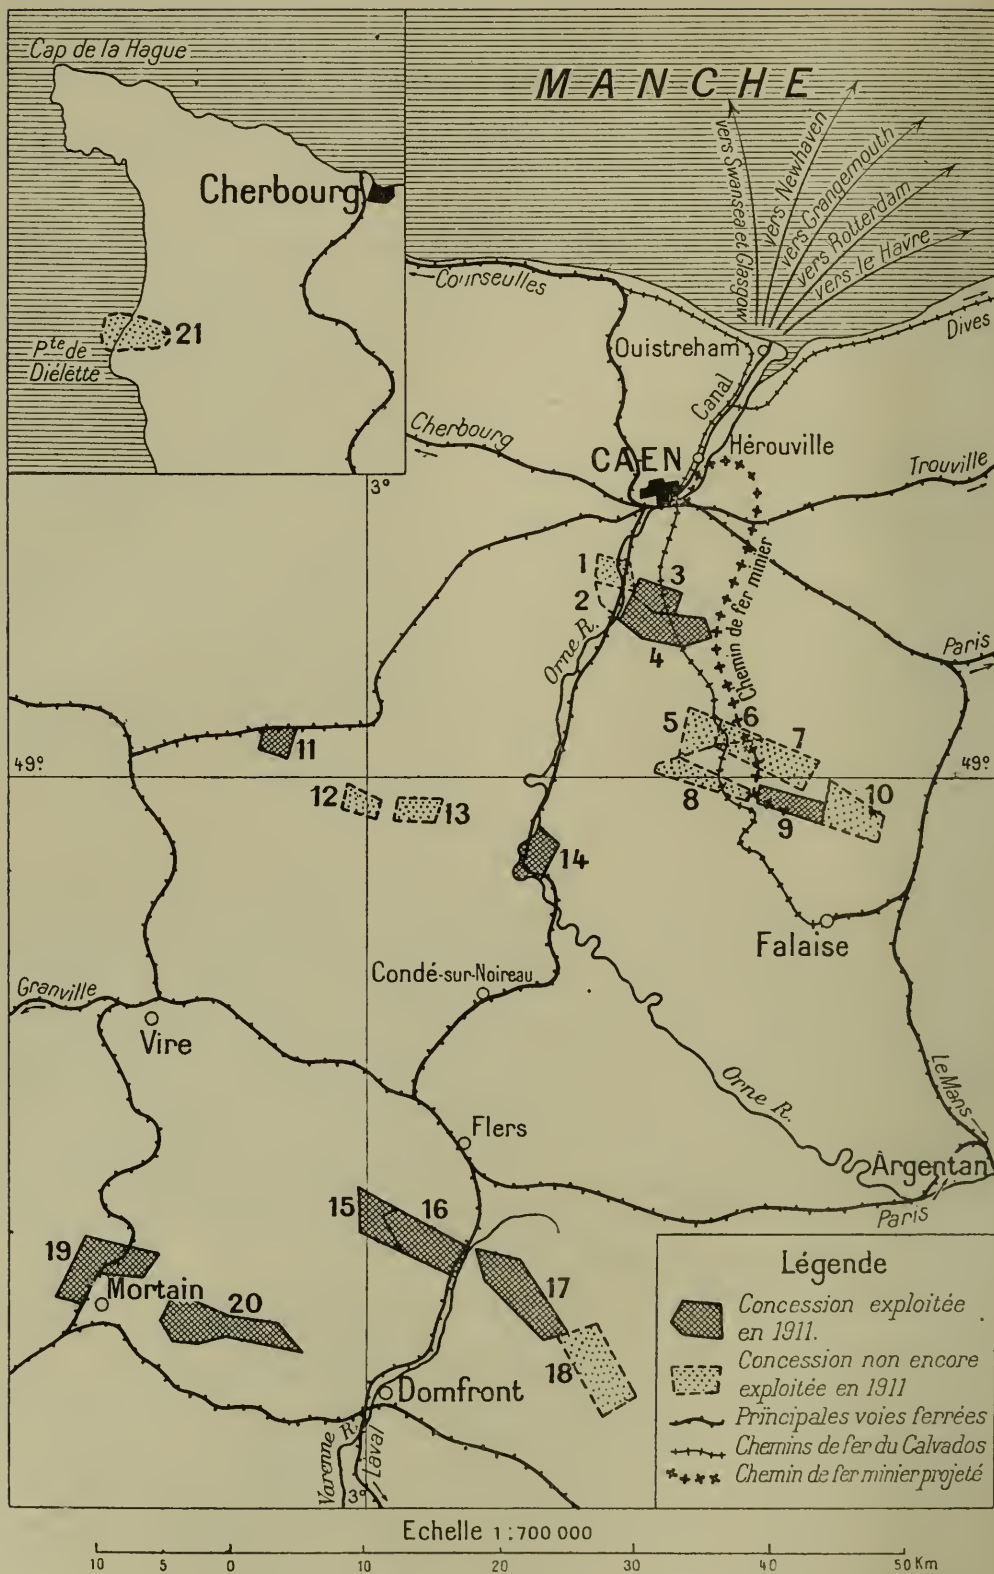 Cap de la Hague
Cherbourg
21
Pte de
Diélette
MANCHE
vers Swansea et Glasgow
vers Newhaven
vers Grangemouth
vers Rotterdam
vers le Havre
Courseulles
Ouistreham
Dives
Canal
Cherbourg
CAEN
Hérouville
Trouville
3°
1
2
3
4
Orne R.
Chemin de fer minier
Paris
5
6
7
8
9
10
11
49°
49°
12
13
14
Falaise
Condé-sur-Noireau
Granville
Vire
Orne R.
Le Mans
Flers
Argentan
Paris
15
16
17
18
19
Mortain
20
Domfront
Varenne R.
Laval
3°
Légende
Concession exploitée
en 1911.
Concession non encore
exploitée en 1911
Principales voies ferrées
Chemins de fer du Calvados
Chemin de fer minier projeté
Echelle 1:700 000
10 5 0 10 20 30 40 50 Km